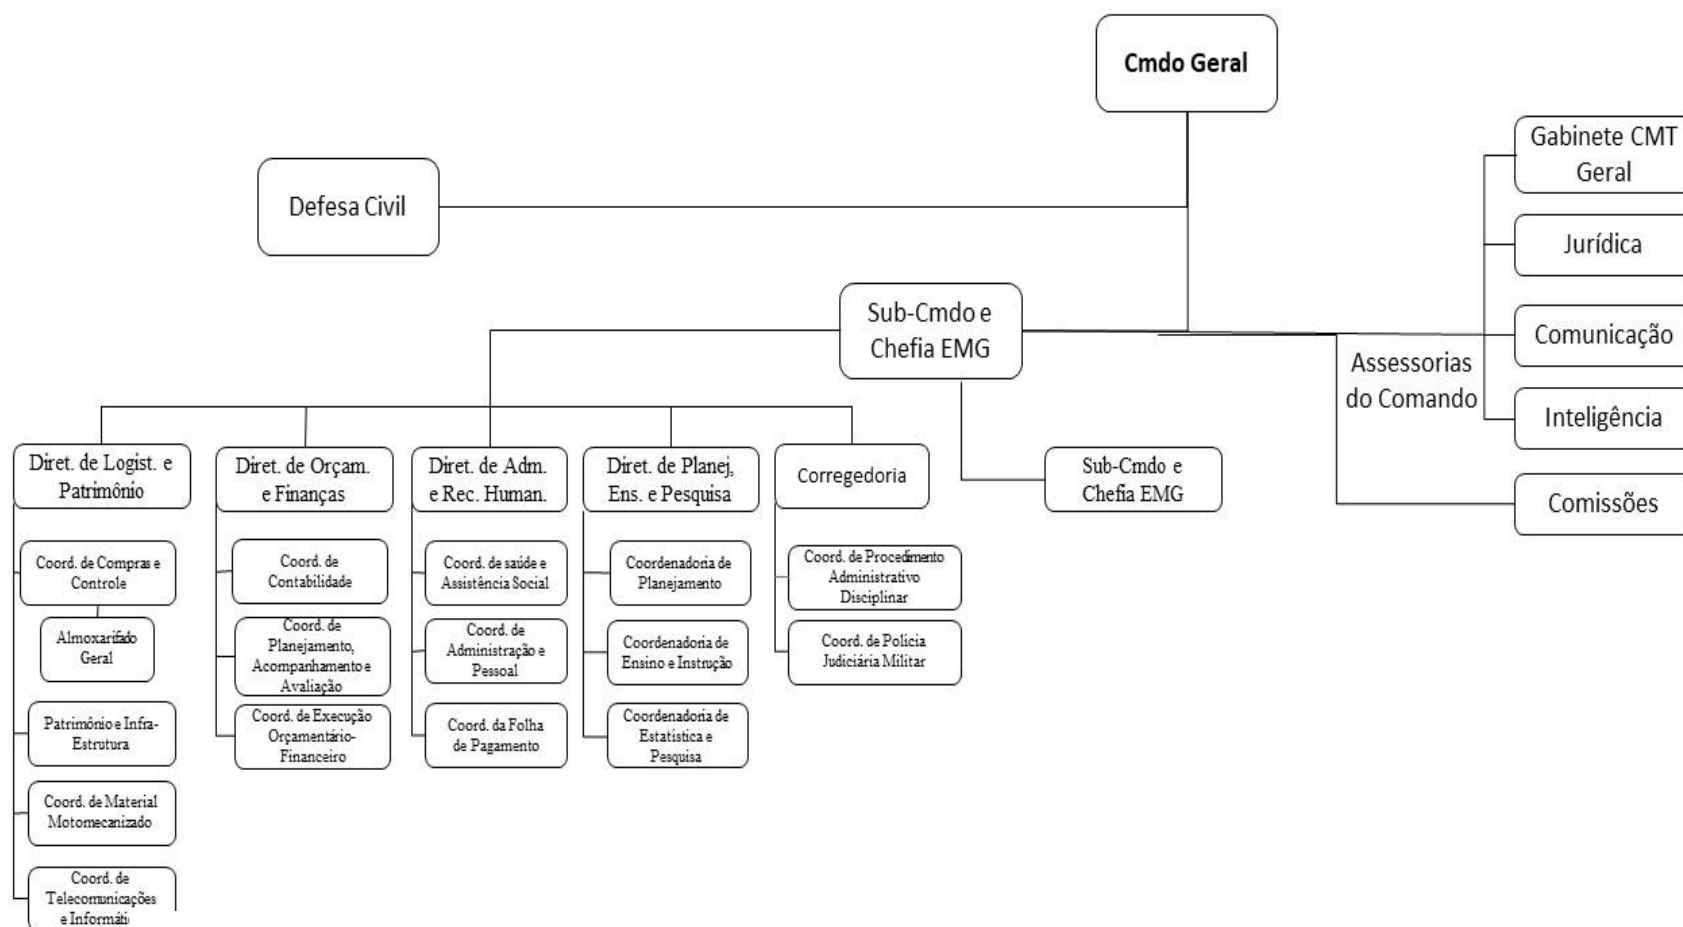 Cmdo Geral
Gabinete CMT
Geral
Defesa Civil
Jurídica
Sub-Cmdo e
Chefia EMG
Comunicação
Assessorias
do Comando
Inteligência
Comissões
Diret. de Logist. e
Patrimônio
Diret. de Orçam.
e Finanças
Diret. de Adm.
e Rec. Human.
Diret. de Planej,
Ens. e Pesquisa
Corregedoria
Sub-Cmdo e
Chefia EMG
Coord. de Compras e
Controle
Almoxarifado
Geral
Patrimônio e Infra-
Estrutura
Coord. de Material
Motomecanizado
Coord. de
Telecomunicações
e Informáti
Coord. de
Contabilidade
Coord. de
Planejamento,
Acompanhamento e
Avaliação
Coord. de Execução
Orçamentário-
Financeiro
Coord. de saúde e
Assistência Social
Coord. de
Administração e
Pessoal
Coord. da Folha
de Pagamento
Coordenadoria de
Planejamento
Coordenadoria de
Ensino e Instrução
Coordenadoria de
Estatística e
Pesquisa
Coord. de Procedimento
Administrativo
Disciplinar
Coord. de Policia
Judiciária Militar